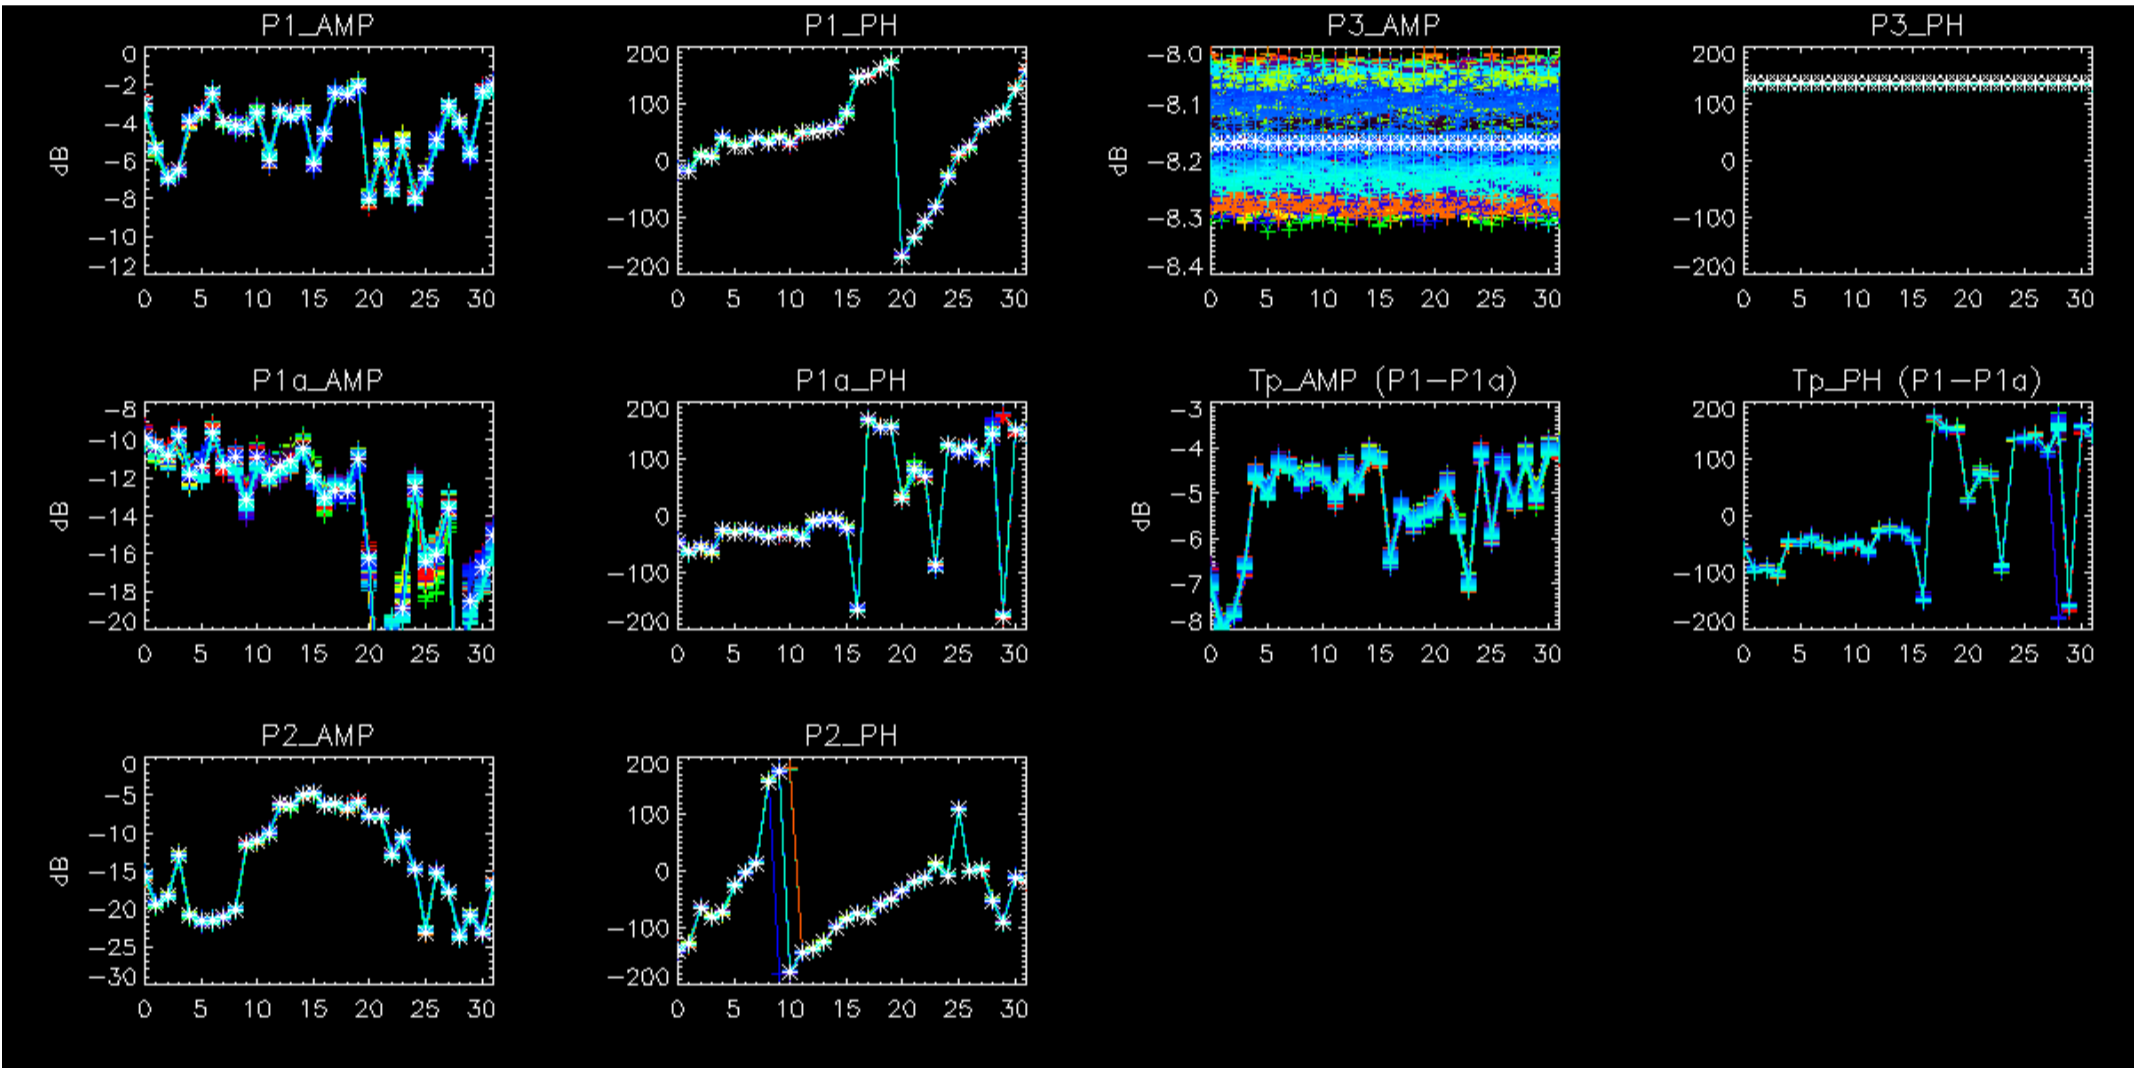 P1_AMP
dB
0
−2
−4
−6
−8
−10
−12
0 5 10 15 20 25 30
P1_PH
200
100
0
−100
−200
0 5 10 15 20 25 30
P3_AMP
dB
−8.0
−8.1
−8.2
−8.3
−8.4
0 5 10 15 20 25 30
P3_PH
200
100
0
−100
−200
0 5 10 15 20 25 30
P1a_AMP
dB
−8
−10
−12
−14
−16
−18
−20
0 5 10 15 20 25 30
P1a_PH
200
100
0
−100
−200
0 5 10 15 20 25 30
Tp_AMP (P1−P1a)
dB
−3
−4
−5
−6
−7
−8
0 5 10 15 20 25 30
Tp_PH (P1−P1a)
200
100
0
−100
−200
0 5 10 15 20 25 30
P2_AMP
dB
0
−5
−10
−15
−20
−25
−30
0 5 10 15 20 25 30
P2_PH
200
100
0
−100
−200
0 5 10 15 20 25 30